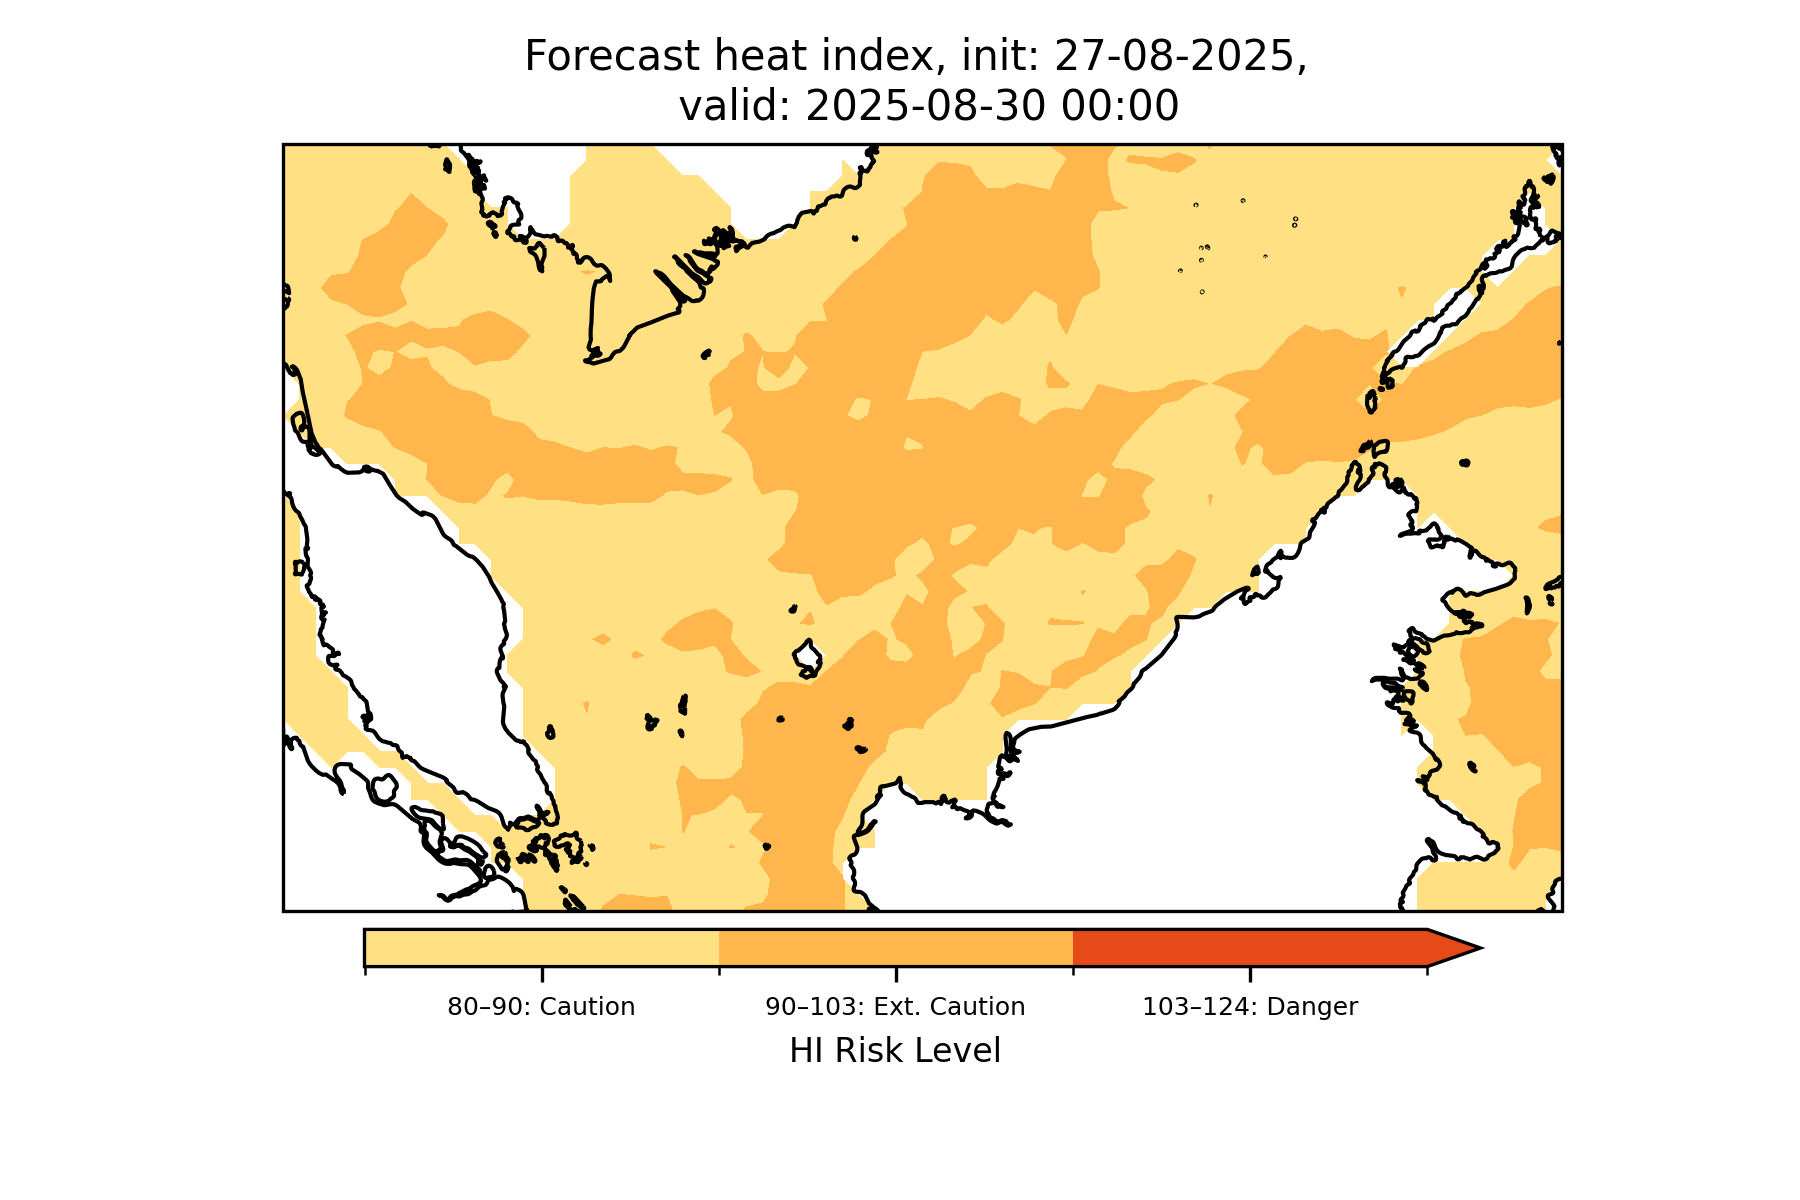 Forecast heat index, init: 27-08-2025,
valid: 2025-08-30 00:00
80–90: Caution
90–103: Ext. Caution
103–124: Danger
HI Risk Level